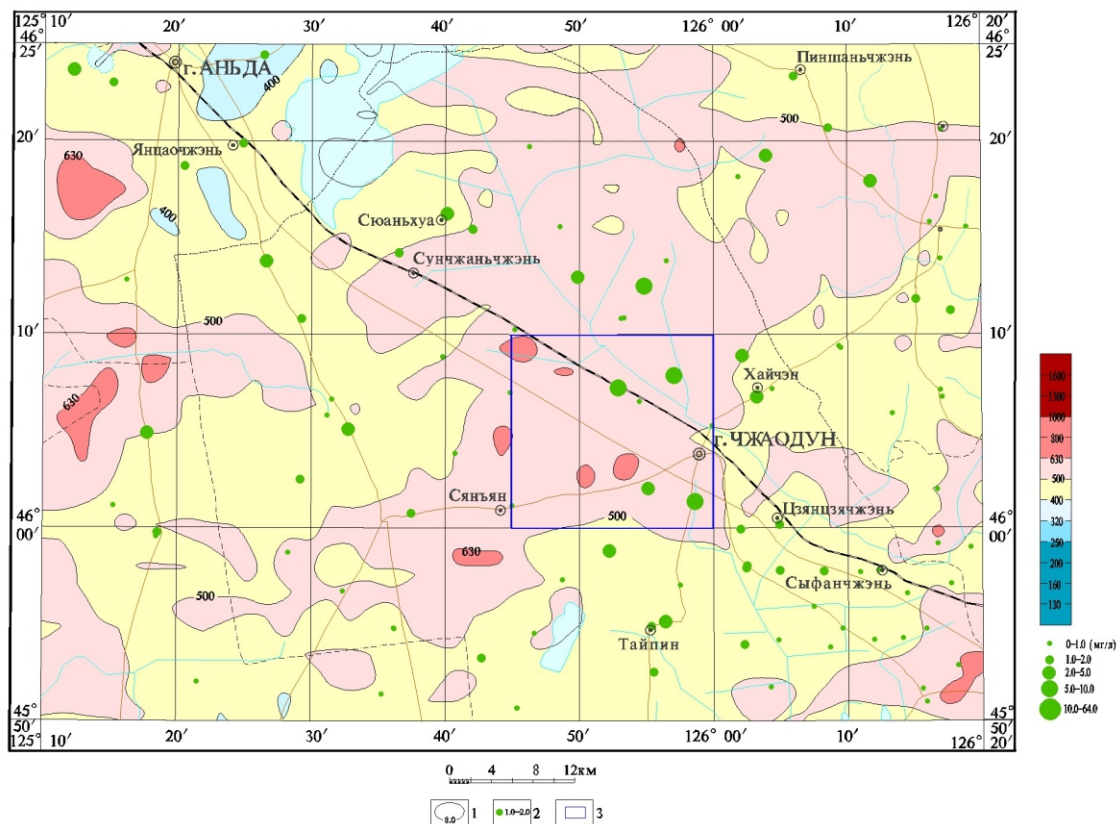 125° 10′ 20′ 30′ 40′ 50′ 126° 00′ 10′ 126° 20′
46° 25′
46° 25′
г. АНЬДА
400
Пиншаньчжэнь
500
20′
20′
Янцаочжэнь
630
400
Сюаньхуа
Сунчжаньчжэнь
500
10′
10′
Хайчэн
630
г. ЧЖАОДУН
Сянъян
Цзянцзячжэнь
500
46° 00′
46° 00′
630
Сыфанчжэнь
500
Тайпин
45° 50′
45° 50′
125° 10′ 20′ 30′ 40′ 50′ 126° 00′ 10′ 126° 20′
1600
1300
1000
800
630
500
400
320
250
200
160
130
0–1.0 (мг/л)
1.0–2.0
2.0–5.0
5.0–10.0
10.0–64.0
0 4 8 12км
8.0 1 1.0–2.0 2 3